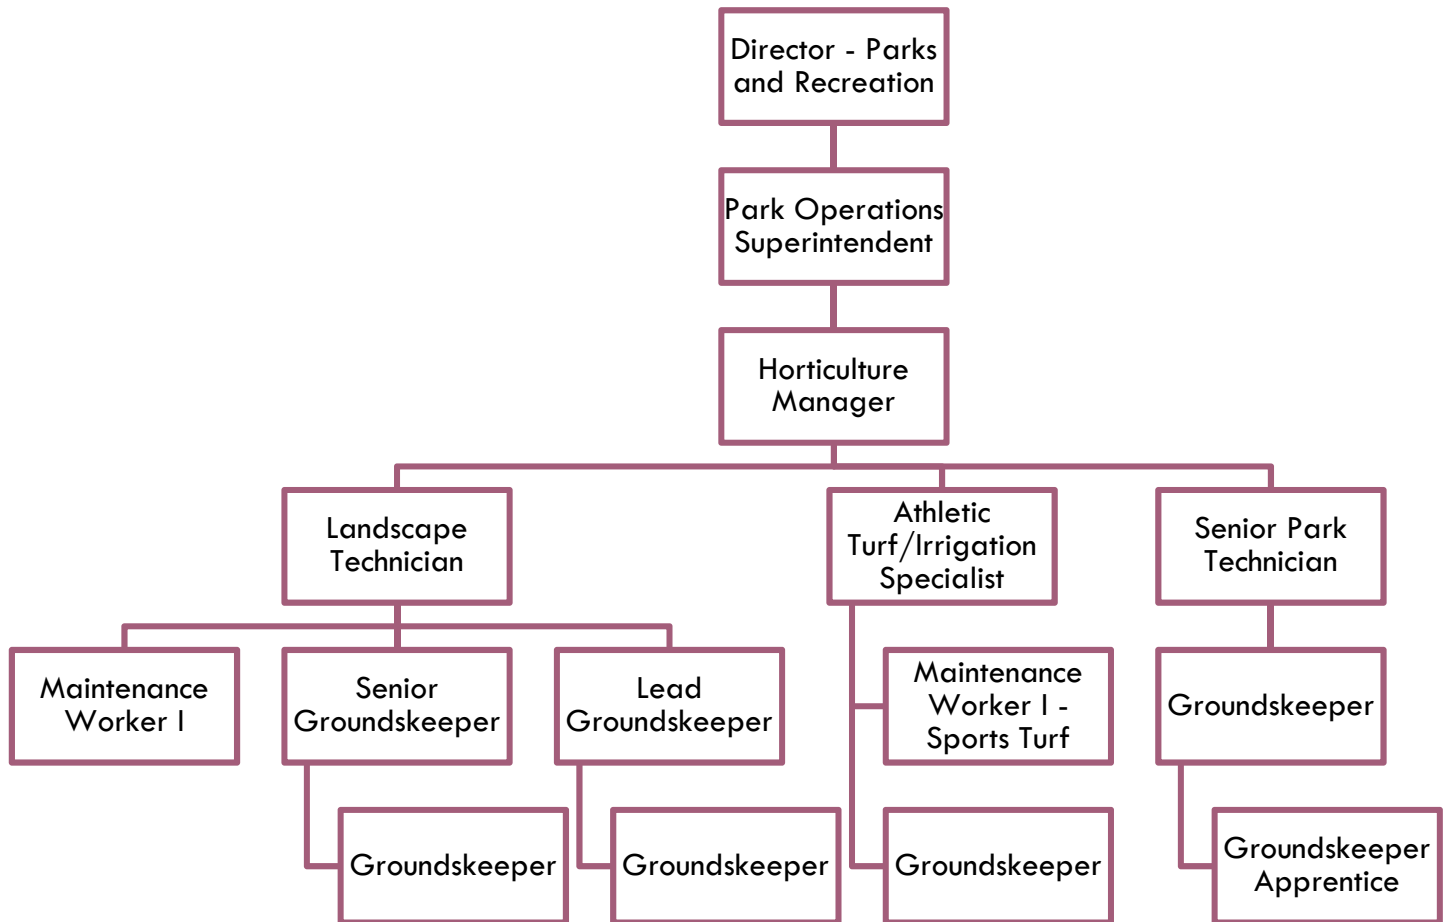 Director - Parks
and Recreation
Park Operations
Superintendent
Horticulture
Manager
Landscape
Technician
Athletic
Turf/Irrigation
Specialist
Senior Park
Technician
Maintenance
Worker I
Senior
Groundskeeper
Lead
Groundskeeper
Maintenance
Worker I -
Sports Turf
Groundskeeper
Groundskeeper
Groundskeeper
Groundskeeper
Groundskeeper
Apprentice